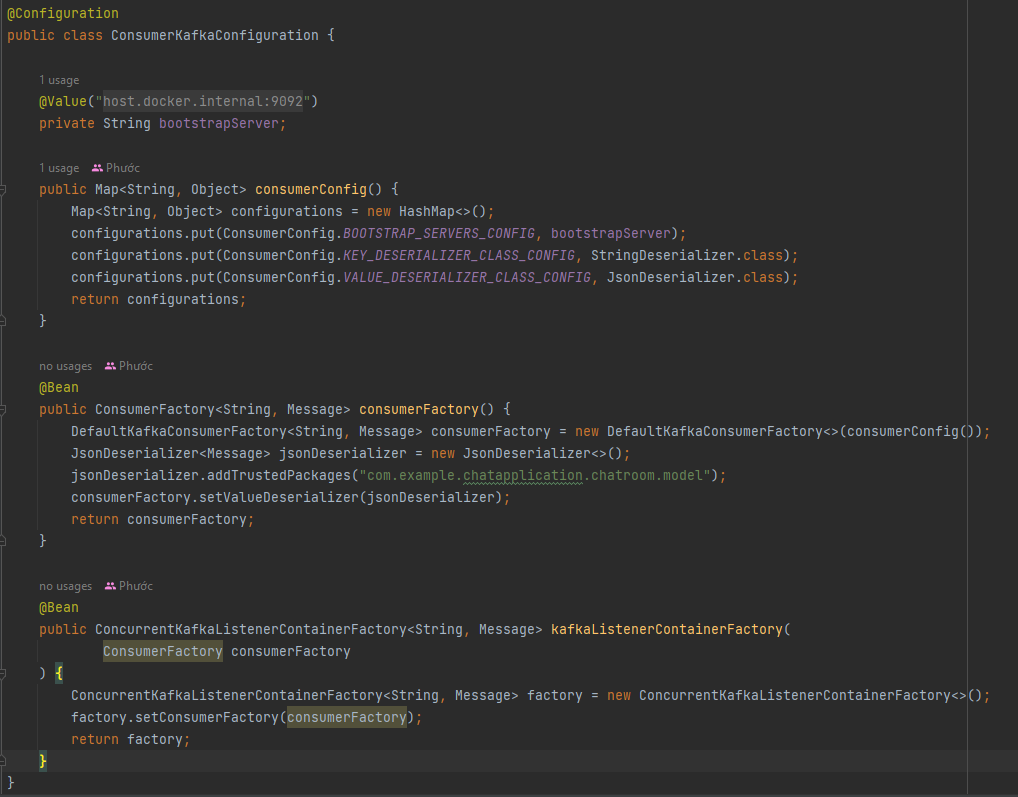 @Configuration
public class ConsumerKafkaConfiguration {
1 usage
@Value("host.docker.internal:9092")
private String bootstrapServer;
1 usage Phước
public Map<String, Object> consumerConfig() {
Map<String, Object> configurations = new HashMap<>();
configurations.put(ConsumerConfig.BOOTSTRAP_SERVERS_CONFIG, bootstrapServer);
configurations.put(ConsumerConfig.KEY_DESERIALIZER_CLASS_CONFIG, StringDeserializer.class);
configurations.put(ConsumerConfig.VALUE_DESERIALIZER_CLASS_CONFIG, JsonDeserializer.class);
return configurations;
}
no usages Phước
@Bean
public ConsumerFactory<String, Message> consumerFactory() {
DefaultKafkaConsumerFactory<String, Message> consumerFactory = new DefaultKafkaConsumerFactory<>(consumerConfig());
JsonDeserializer<Message> jsonDeserializer = new JsonDeserializer<>();
jsonDeserializer.addTrustedPackages("com.example.chatapplication.chatroom.model");
consumerFactory.setValueDeserializer(jsonDeserializer);
return consumerFactory;
}
no usages Phước
@Bean
public ConcurrentKafkaListenerContainerFactory<String, Message> kafkaListenerContainerFactory(
ConsumerFactory consumerFactory
) {
ConcurrentKafkaListenerContainerFactory<String, Message> factory = new ConcurrentKafkaListenerContainerFactory<>();
factory.setConsumerFactory(consumerFactory);
return factory;
}
}